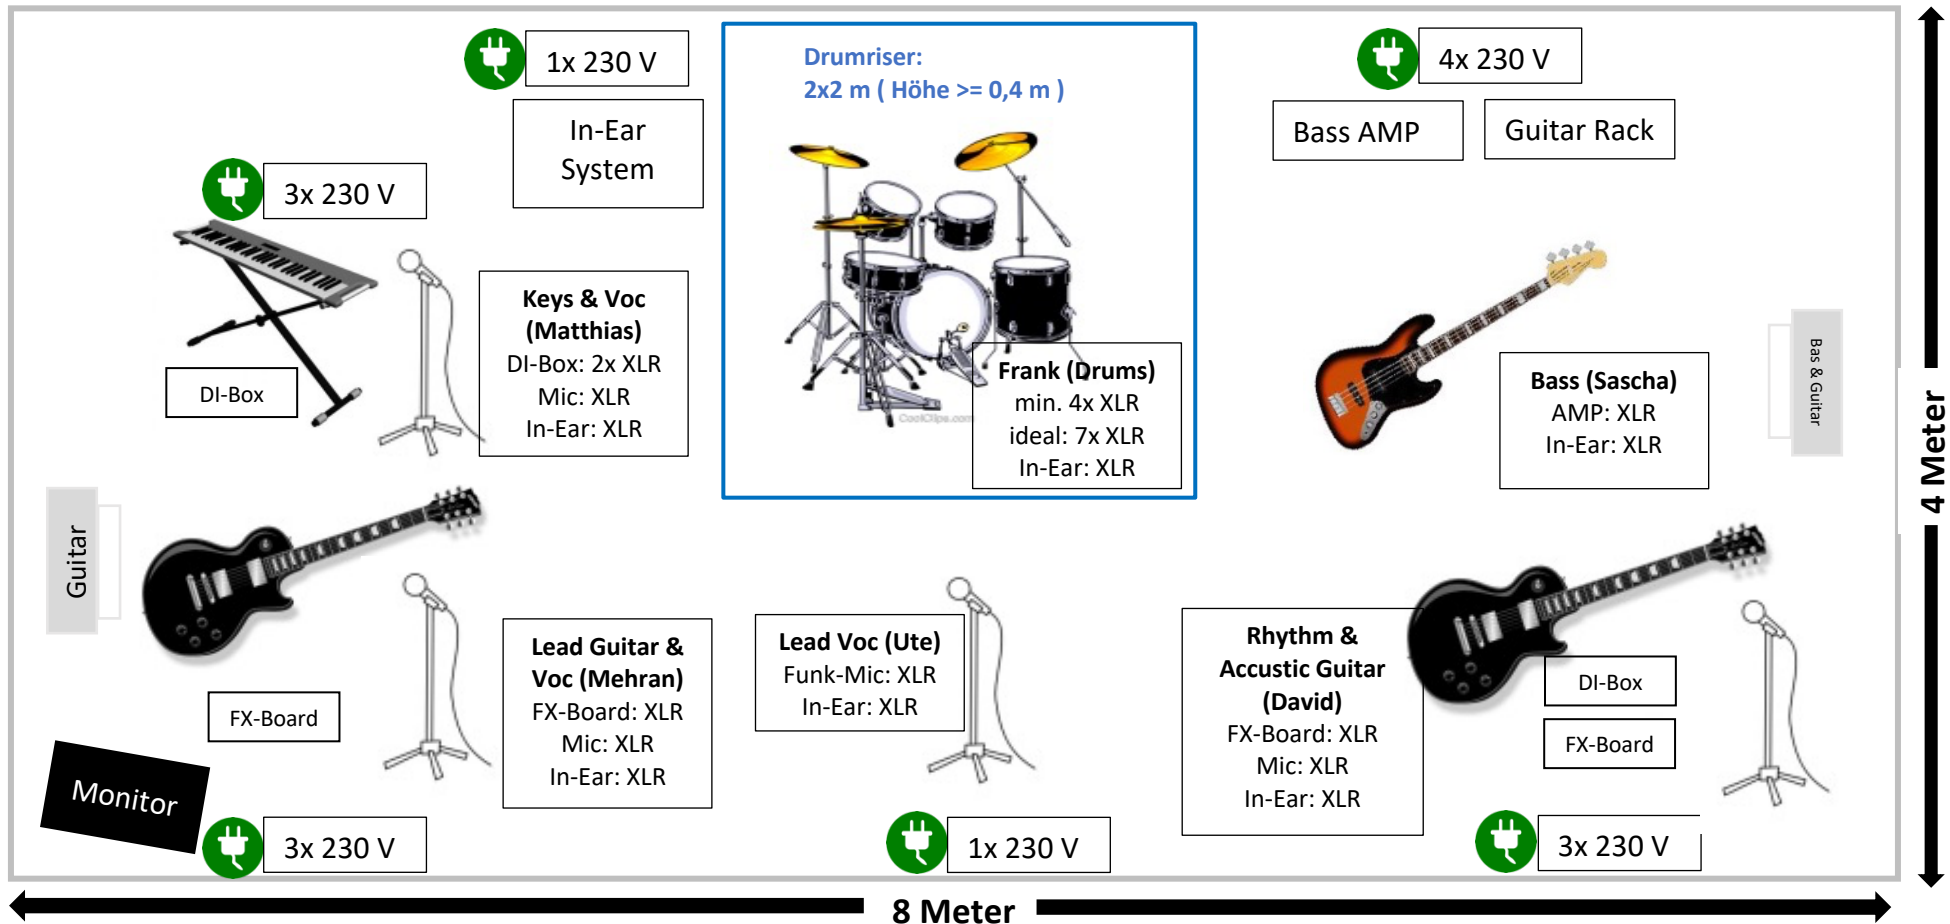 1x 230 V
In-Ear
System
Drumriser:
2x2 m ( Höhe >= 0,4 m )
4x 230 V
Bass AMP
Guitar Rack
3x 230 V
Keys & Voc
(Matthias)
DI-Box: 2x XLR
Mic: XLR
In-Ear: XLR
DI-Box
CoolClips.com
Frank (Drums)
min. 4x XLR
ideal: 7x XLR
In-Ear: XLR
Bass (Sascha)
AMP: XLR
In-Ear: XLR
Bas & Guitar
4 Meter
Guitar
FX-Board
Lead Guitar &
Voc (Mehran)
FX-Board: XLR
Mic: XLR
In-Ear: XLR
Lead Voc (Ute)
Funk-Mic: XLR
In-Ear: XLR
Rhythm &
Accustic Guitar
(David)
FX-Board: XLR
Mic: XLR
In-Ear: XLR
DI-Box
FX-Board
Monitor
3x 230 V
1x 230 V
3x 230 V
8 Meter